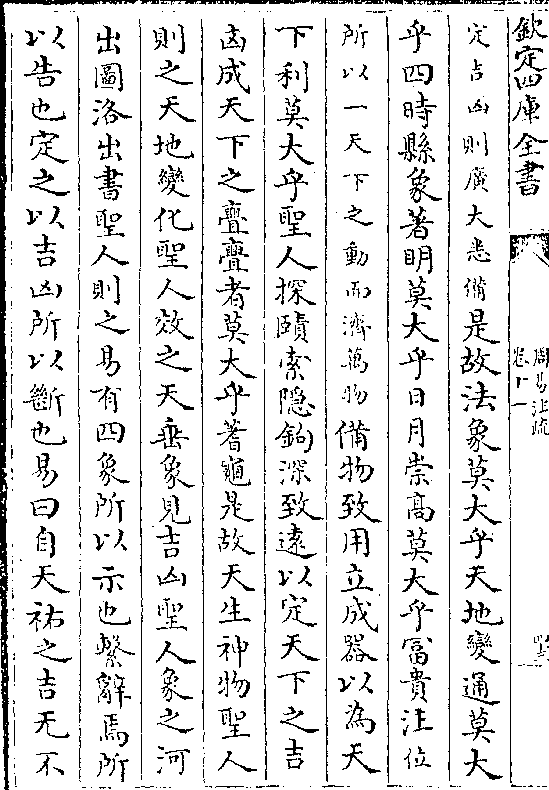 欽定四庫全書
周易注疏
卷十一
定吉凶則廣大悉備是故法象莫大乎天地變通莫大
乎四時縣象著明莫大乎日月崇高莫大乎冨貴注位
所以一天下之動而濟萬物備物致用立成器以為天
下利莫大乎聖人探賾索隱鉤深致遠以定天下之吉
凶成天下之亹亹者莫大乎蓍龜是故天生神物聖人
則之天地變化聖人效之天垂象見吉凶聖人象之河
出圖洛出書聖人則之易有四象所以示也繫辭焉所
以告也定之以吉凶所以斷也易曰自天祐之吉无不